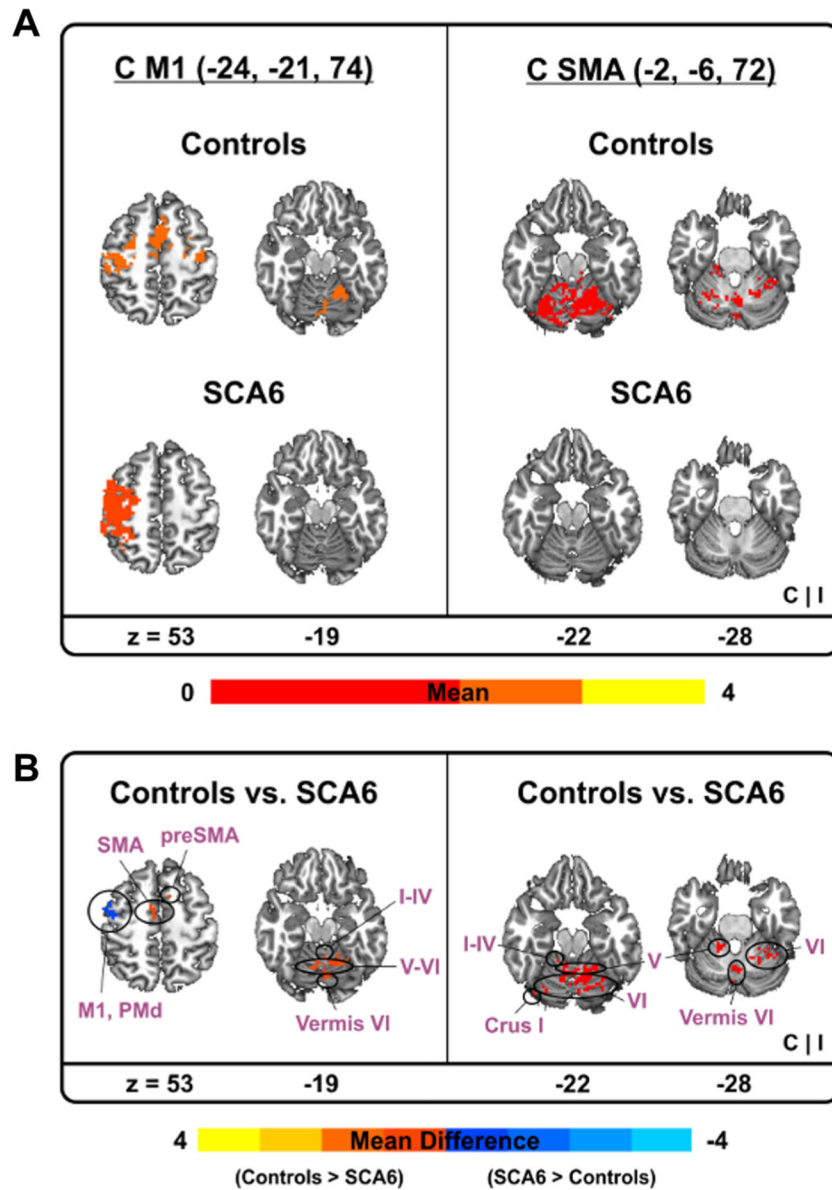 A
C M1 (-24, -21, 74)
C SMA (-2, -6, 72)
Controls
Controls
SCA6
SCA6
C | I
z = 53
-19
-22
-28
0
Mean
4
B
Controls vs. SCA6
Controls vs. SCA6
SMA
preSMA
I-IV
V-VI
M1, PMd
Vermis VI
I-IV
V
VI
Crus I
VI
Vermis VI
C | I
z = 53
-19
-22
-28
4
Mean Difference
-4
(Controls > SCA6)
(SCA6 > Controls)